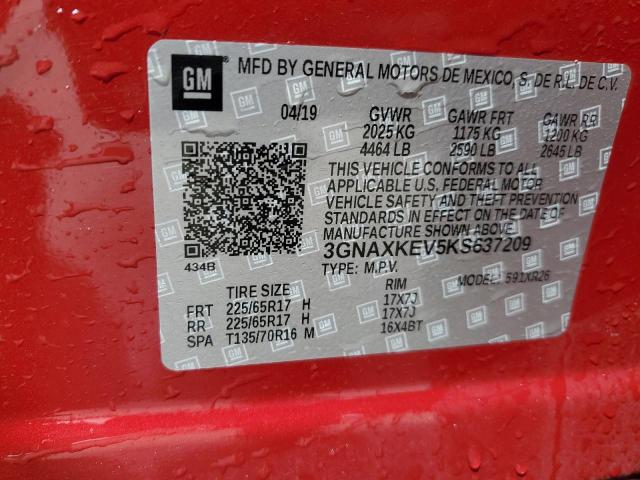 GM MFD BY GENERAL MOTORS DE MEXICO, S. DE R.L. DE C.V.
04/19 GVWR GAWR FRT GAWR RR
2025 KG 1175 KG 1200 KG
4464 LB 2590 LB 2645 LB
THIS VEHICLE CONFORMS TO ALL
APPLICABLE U.S. FEDERAL MOTOR
VEHICLE SAFETY AND THEFT PREVENTION
STANDARDS IN EFFECT ON THE DATE OF
MANUFACTURE SHOWN ABOVE.
434B 3GNAXKEV5KS637209
TYPE: M.P.V. MODEL: 591XR26
TIRE SIZE RIM
FRT 225/65R17 H 17X7J
RR 225/65R17 H 17X7J
SPA T135/70R16 M 16X4BT